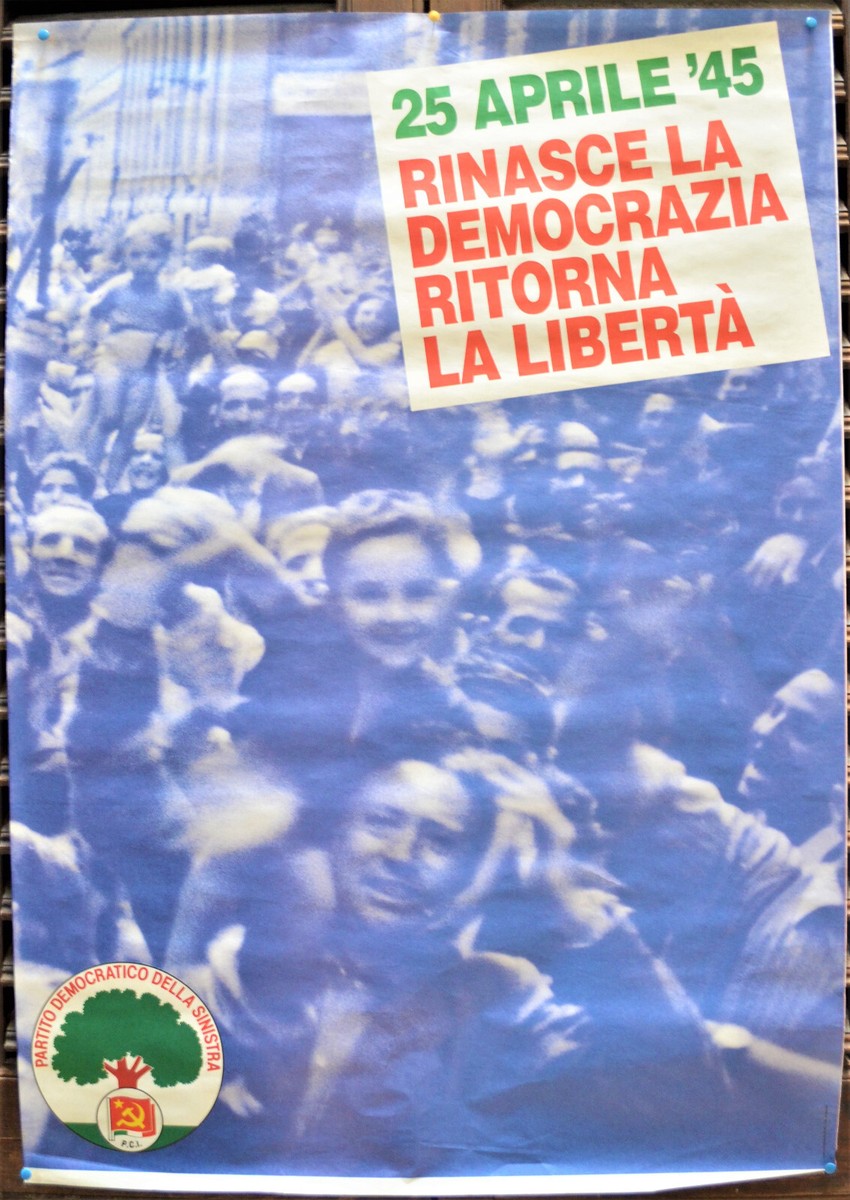 25 APRILE '45
RINASCE LA
DEMOCRAZIA
RITORNA
LA LIBERTÀ
PARTITO DEMOCRATICO DELLA SINISTRA
P.C.I.